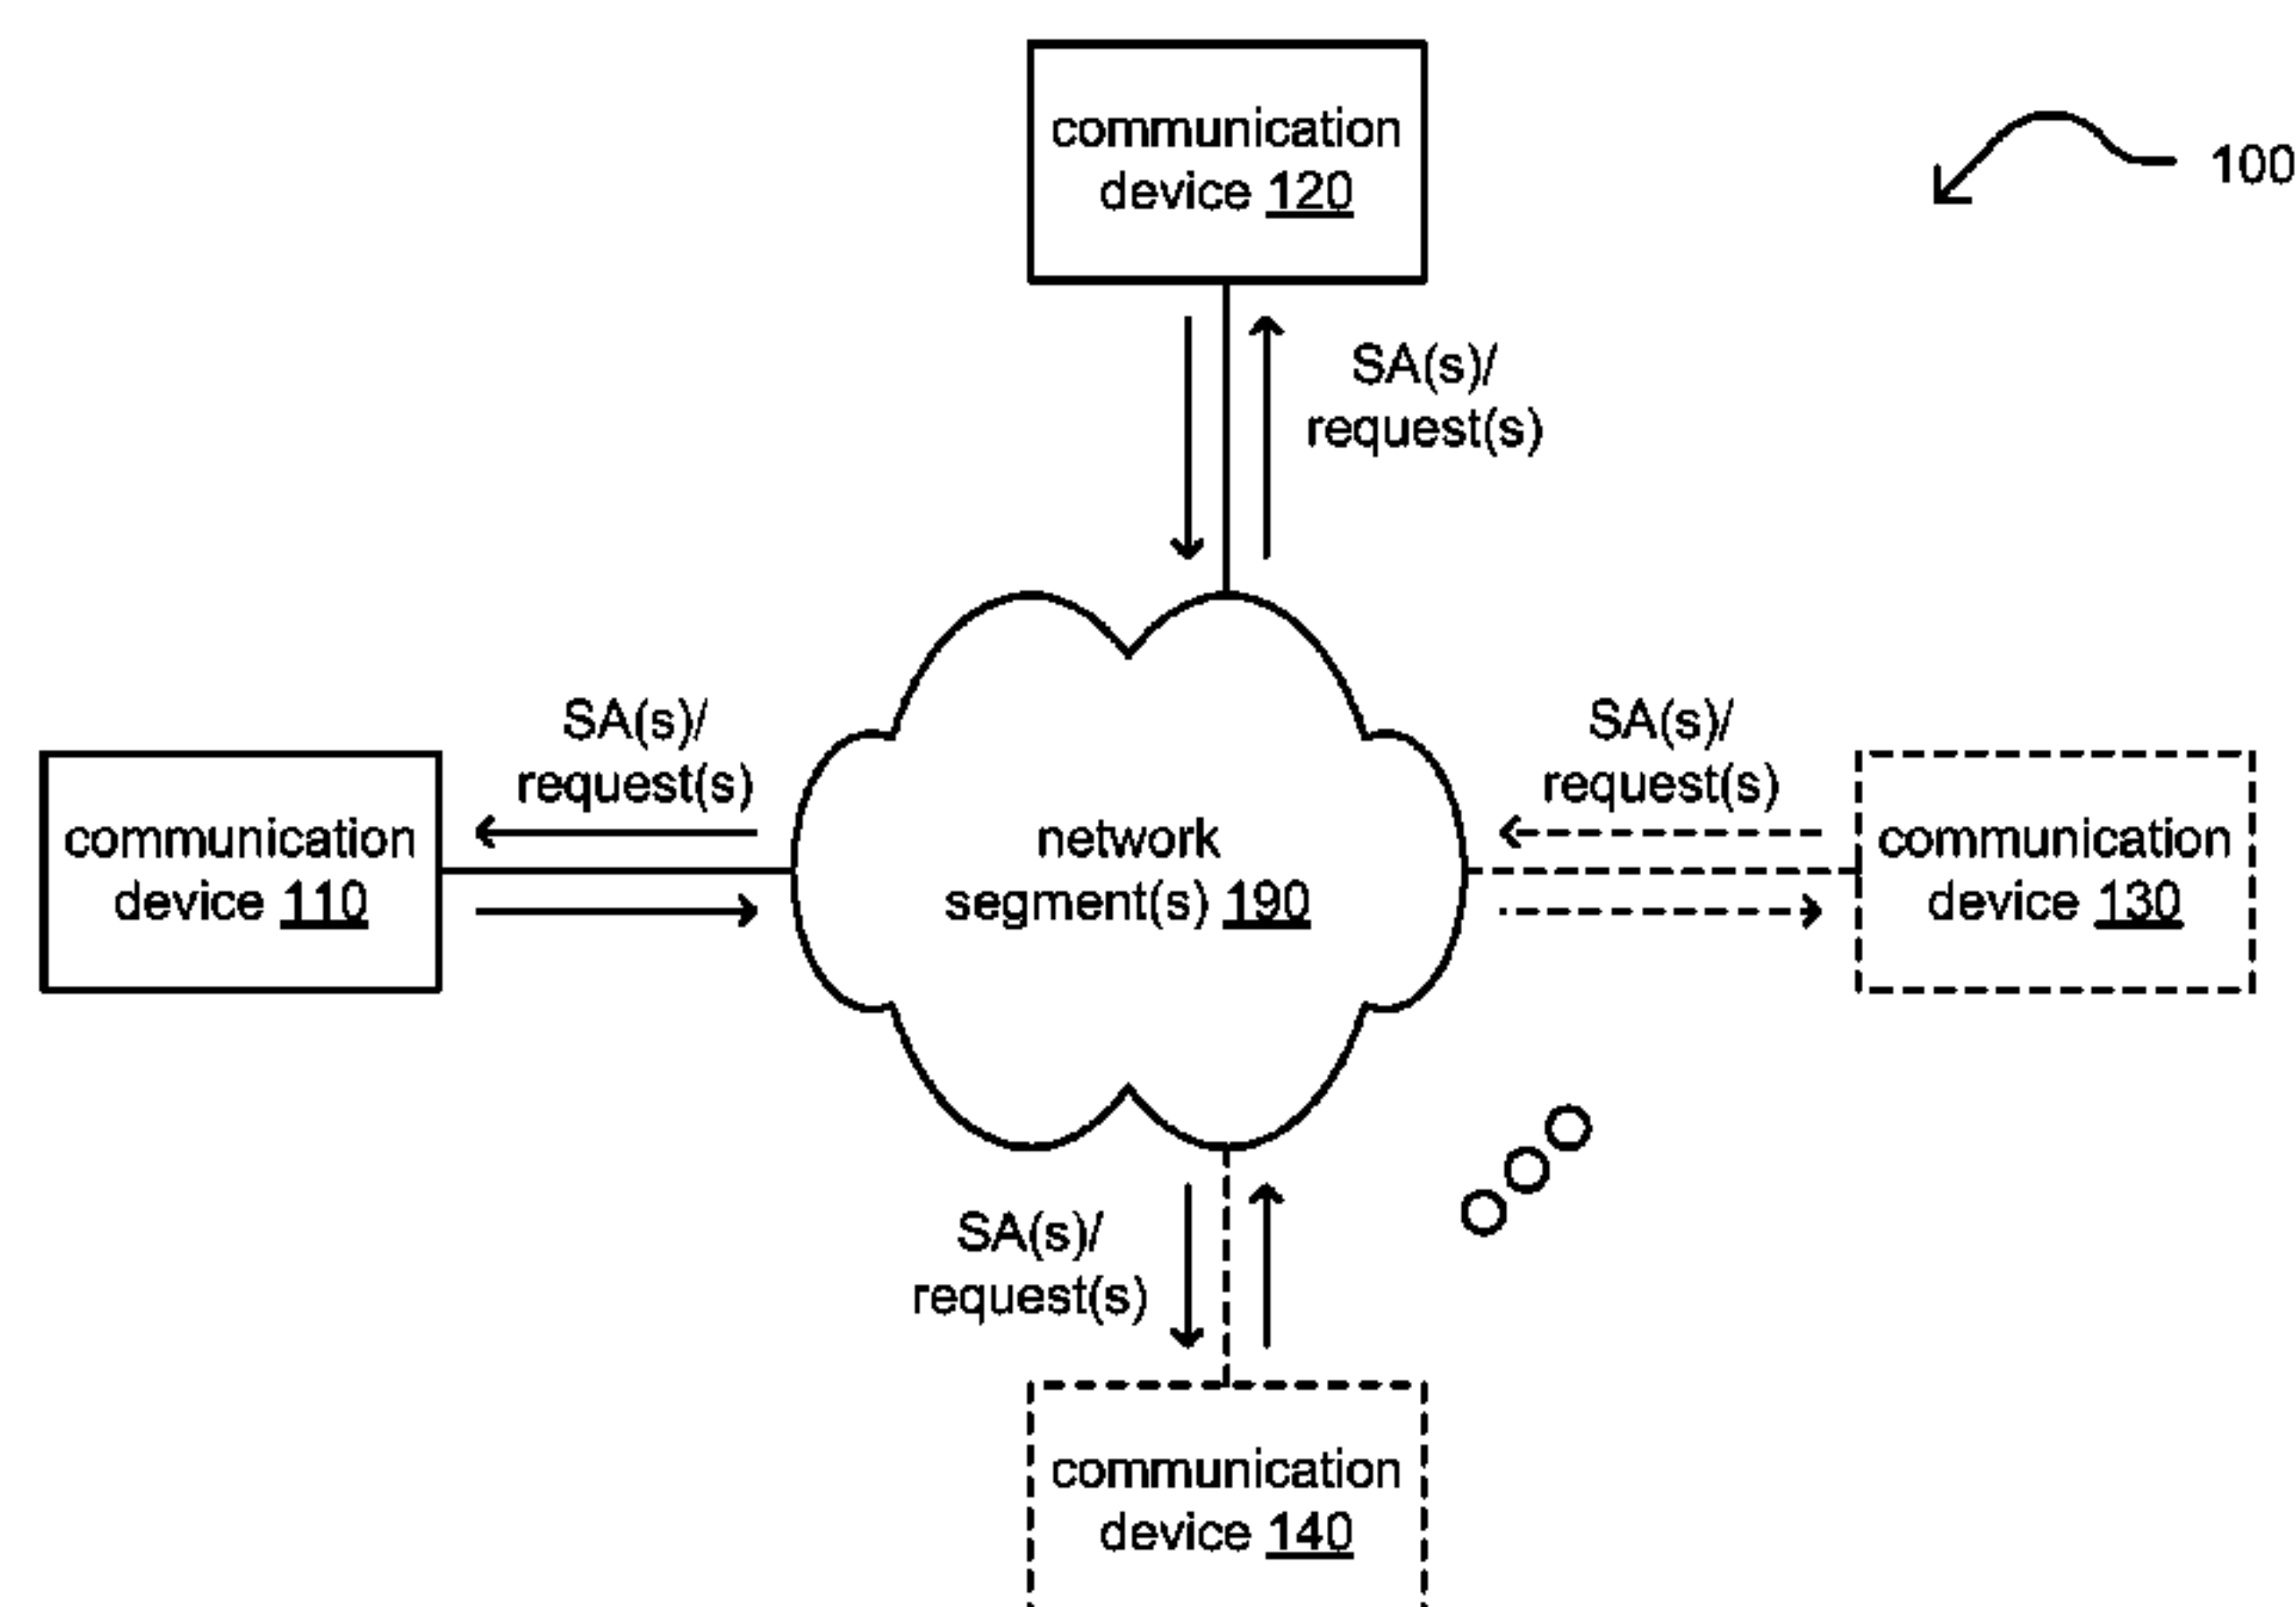 communication
device 120
100
SA(s)/
request(s)
SA(s)/
request(s)
SA(s)/
request(s)
communication
device 110
network
segment(s) 190
communication
device 130
SA(s)/
request(s)
communication
device 140